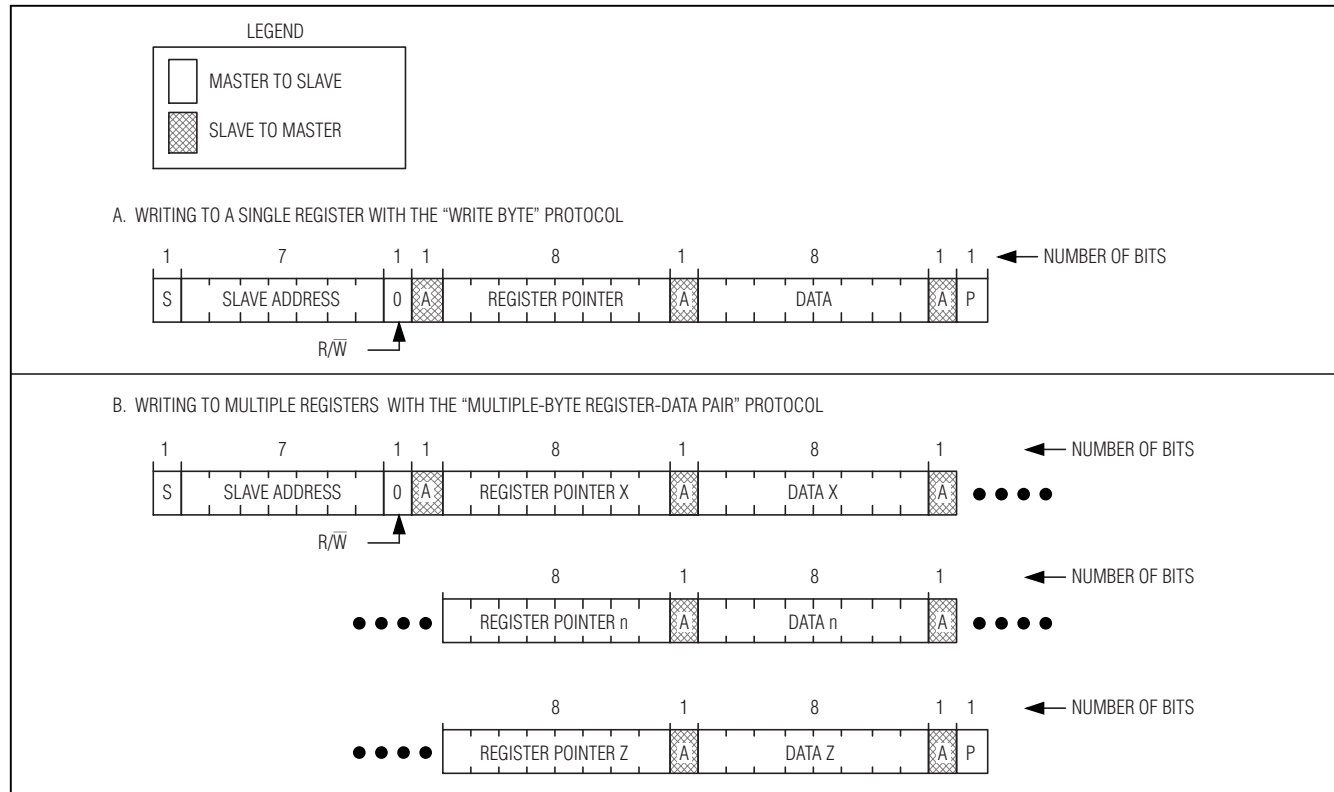 LEGEND
MASTER TO SLAVE
SLAVE TO MASTER
A. WRITING TO A SINGLE REGISTER WITH THE “WRITE BYTE” PROTOCOL
1 7 1 1 8 1 8 1 1 NUMBER OF BITS
S SLAVE ADDRESS 0 A REGISTER POINTER A DATA A P
R/W̅
B. WRITING TO MULTIPLE REGISTERS WITH THE “MULTIPLE-BYTE REGISTER-DATA PAIR” PROTOCOL
1 7 1 1 8 1 8 1 NUMBER OF BITS
S SLAVE ADDRESS 0 A REGISTER POINTER X A DATA X A
R/W̅
8 1 8 1 NUMBER OF BITS
REGISTER POINTER n A DATA n A
8 1 8 1 1 NUMBER OF BITS
REGISTER POINTER Z A DATA Z A P